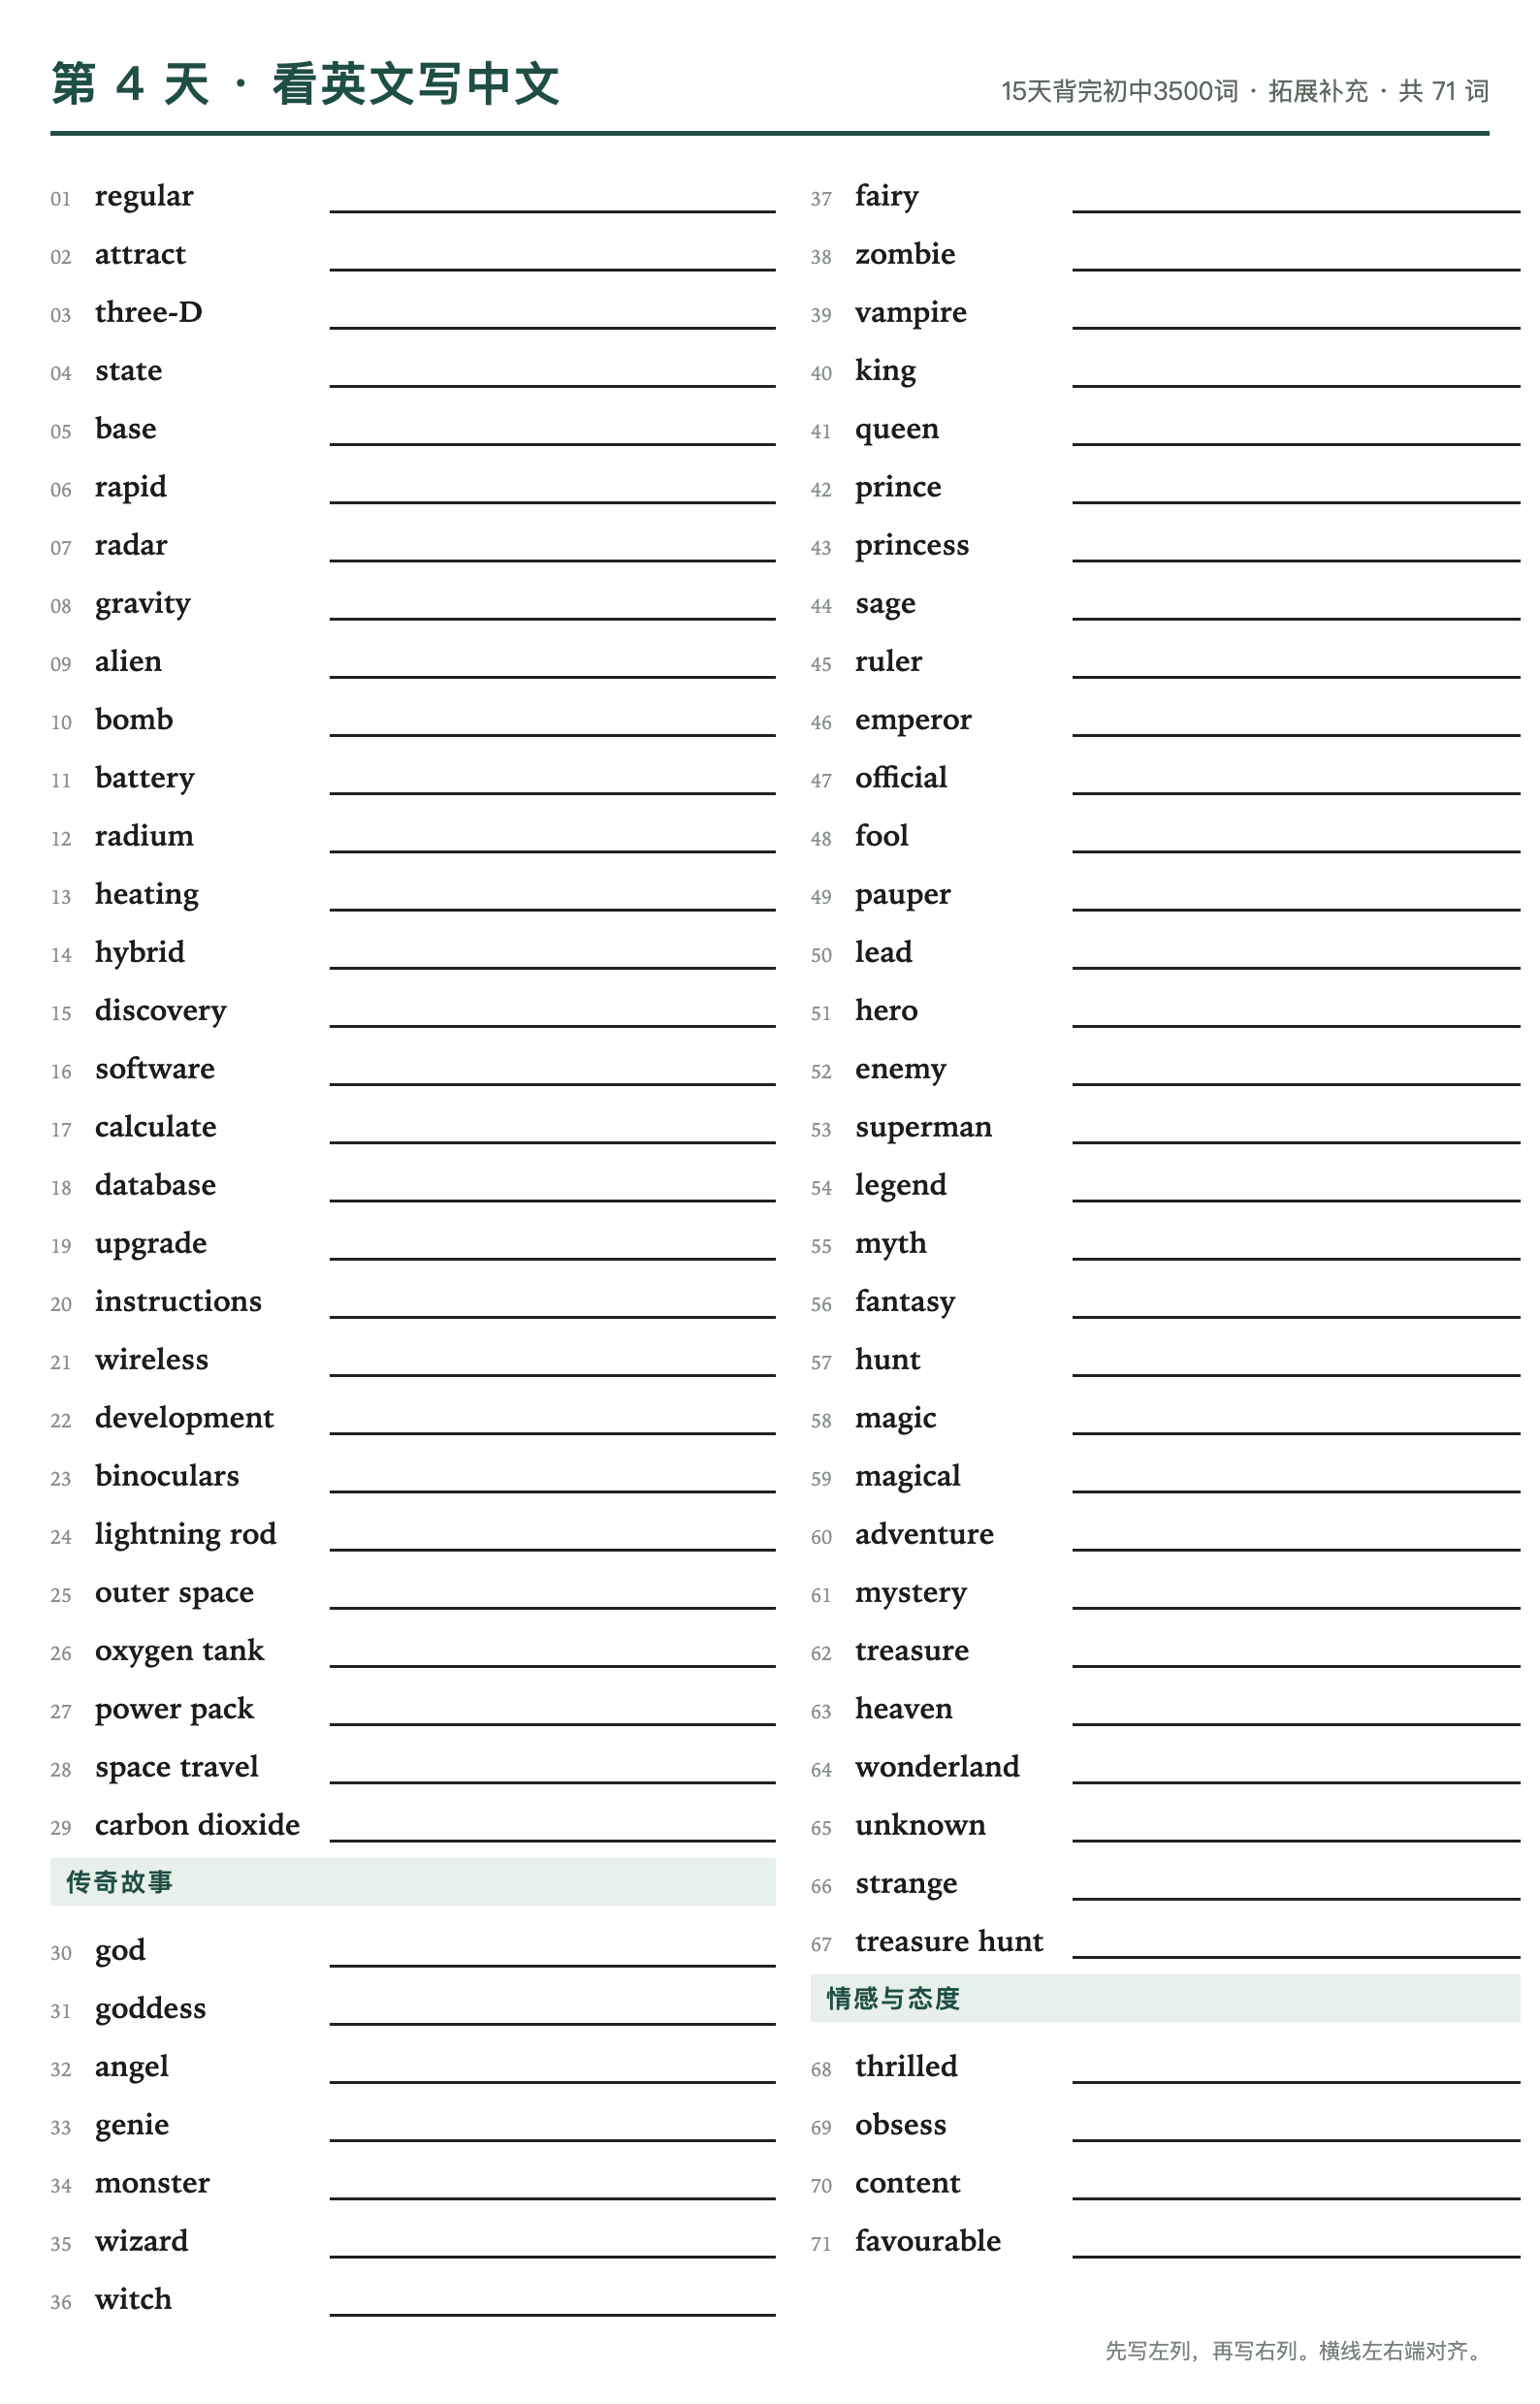 第 4 天 · 看英文写中文
15天背完初中3500词 · 拓展补充 · 共 71 词
01 regular
02 attract
03 three-D
04 state
05 base
06 rapid
07 radar
08 gravity
09 alien
10 bomb
11 battery
12 radium
13 heating
14 hybrid
15 discovery
16 software
17 calculate
18 database
19 upgrade
20 instructions
21 wireless
22 development
23 binoculars
24 lightning rod
25 outer space
26 oxygen tank
27 power pack
28 space travel
29 carbon dioxide
传奇故事
30 god
31 goddess
32 angel
33 genie
34 monster
35 wizard
36 witch
37 fairy
38 zombie
39 vampire
40 king
41 queen
42 prince
43 princess
44 sage
45 ruler
46 emperor
47 official
48 fool
49 pauper
50 lead
51 hero
52 enemy
53 superman
54 legend
55 myth
56 fantasy
57 hunt
58 magic
59 magical
60 adventure
61 mystery
62 treasure
63 heaven
64 wonderland
65 unknown
66 strange
67 treasure hunt
情感与态度
68 thrilled
69 obsess
70 content
71 favourable
先写左列，再写右列。横线左右端对齐。